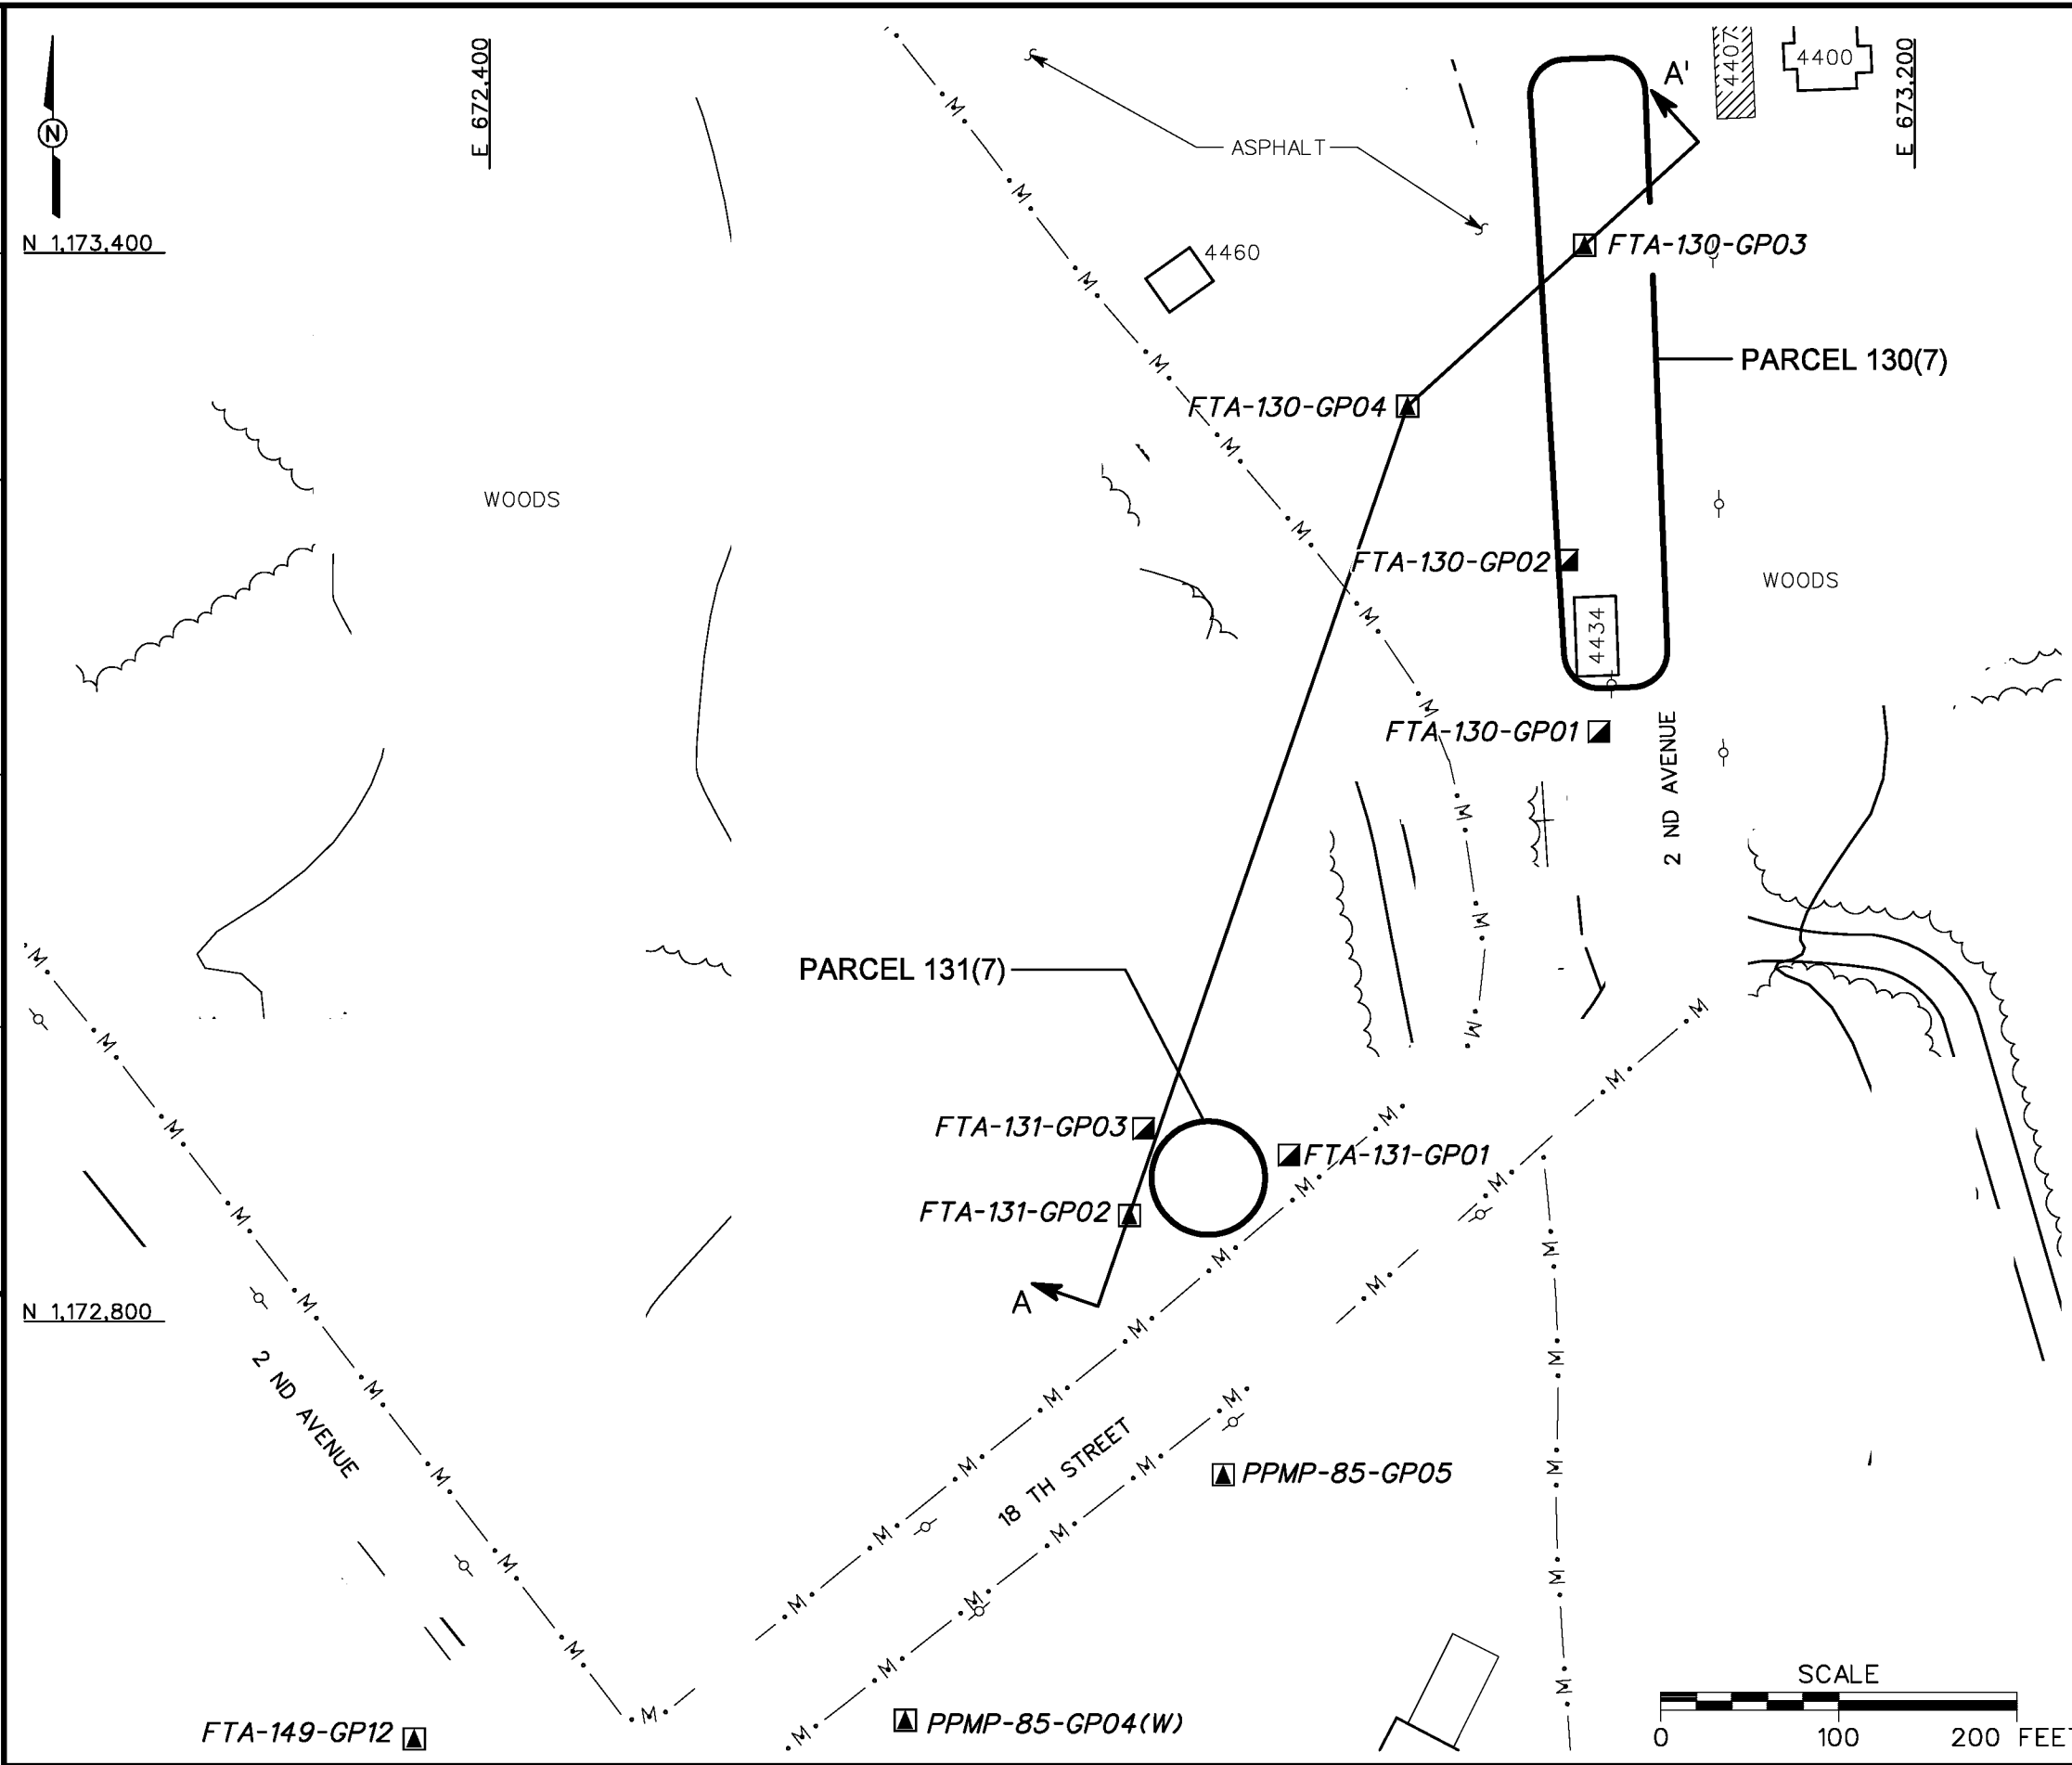 N
E 672,400
E 673,200
N 1,173,400
ASPHALT
A'
4407
4400
4460
FTA-130-GP03
PARCEL 130(7)
FTA-130-GP04
WOODS
FTA-130-GP02
WOODS
4434
FTA-130-GP01
2 ND AVENUE
PARCEL 131(7)
FTA-131-GP03
FTA-131-GP01
FTA-131-GP02
A
N 1,172,800
2 ND AVENUE
18 TH STREET
PPMP-85-GP05
SCALE
0 100 200 FEET
FTA-149-GP12
PPMP-85-GP04(W)